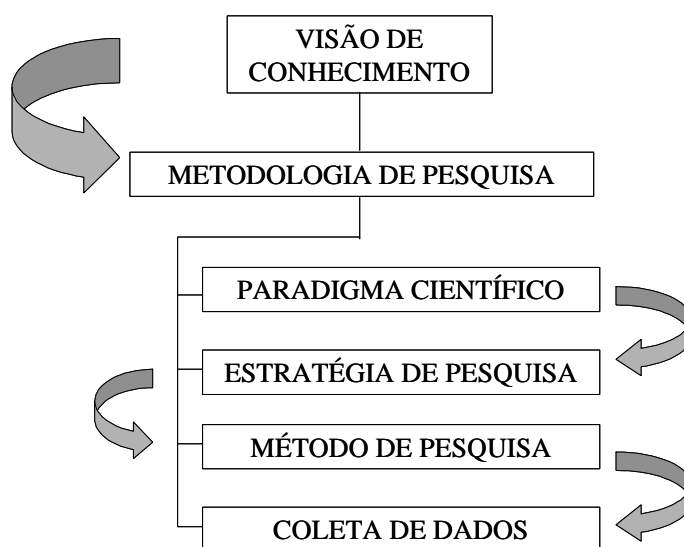 VISÃO DE
CONHECIMENTO
METODOLOGIA DE PESQUISA
PARADIGMA CIENTÍFICO
ESTRATÉGIA DE PESQUISA
MÉTODO DE PESQUISA
COLETA DE DADOS